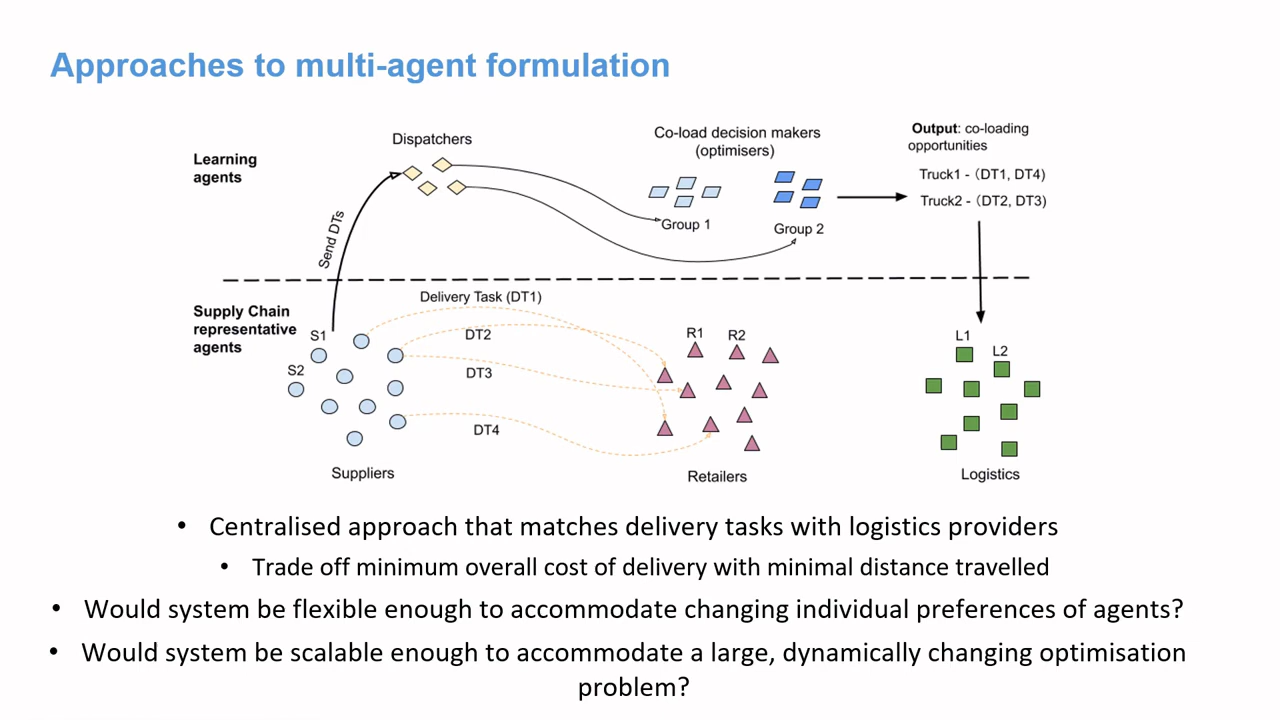 Approaches to multi-agent formulation
Learning
agents
Dispatchers
Co-load decision makers
(optimisers)
Output: co-loading
opportunities
Truck1 - (DT1, DT4)
Truck2 - (DT2, DT3)
Group 1
Group 2
Send DTs
Supply Chain
representative
agents
Delivery Task (DT1)
S1
S2
DT2
DT3
DT4
R1
R2
L1
L2
Suppliers
Retailers
Logistics
• Centralised approach that matches delivery tasks with logistics providers
• Trade off minimum overall cost of delivery with minimal distance travelled
• Would system be flexible enough to accommodate changing individual preferences of agents?
• Would system be scalable enough to accommodate a large, dynamically changing optimisation
problem?